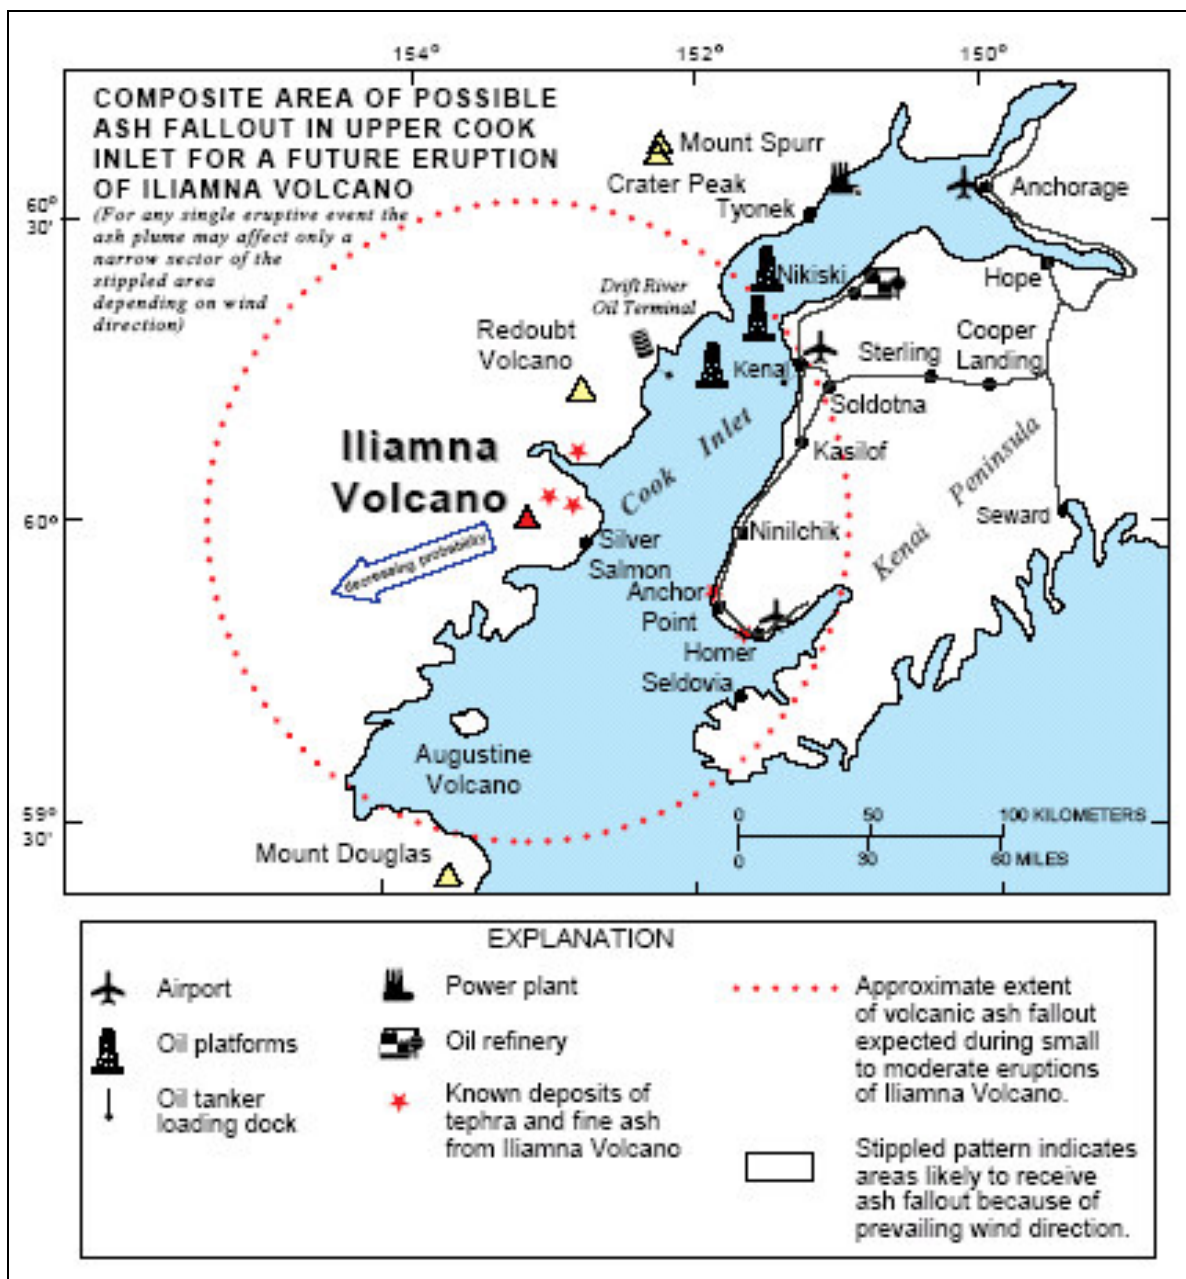 154°
152°
150°
COMPOSITE AREA OF POSSIBLE
ASH FALLOUT IN UPPER COOK
INLET FOR A FUTURE ERUPTION
OF ILIAMNA VOLCANO
(For any single eruptive event the
ash plume may affect only a
narrow sector of the
stippled area
depending on wind
direction)
Mount Spurr
Crater Peak
Tyonek
Anchorage
60°
30'
Nikiski
Hope
Drift River
Oil Terminal
Redoubt
Volcano
Kenai
Sterling
Cooper
Landing
Soldotna
Iliamna
Volcano
Cook Inlet
Kasilof
Kenai Peninsula
60°
decreasing probability
Silver
Salmon
Ninilchik
Seward
Anchor
Point
Homer
Seldovia
Augustine
Volcano
59°
30'
Mount Douglas
0 50 100 KILOMETERS
0 30 60 MILES
EXPLANATION
Airport
Oil platforms
Oil tanker
loading dock
Power plant
Oil refinery
Known deposits of
tephra and fine ash
from Iliamna Volcano
Approximate extent
of volcanic ash fallout
expected during small
to moderate eruptions
of Iliamna Volcano.
Stippled pattern indicates
areas likely to receive
ash fallout because of
prevailing wind direction.